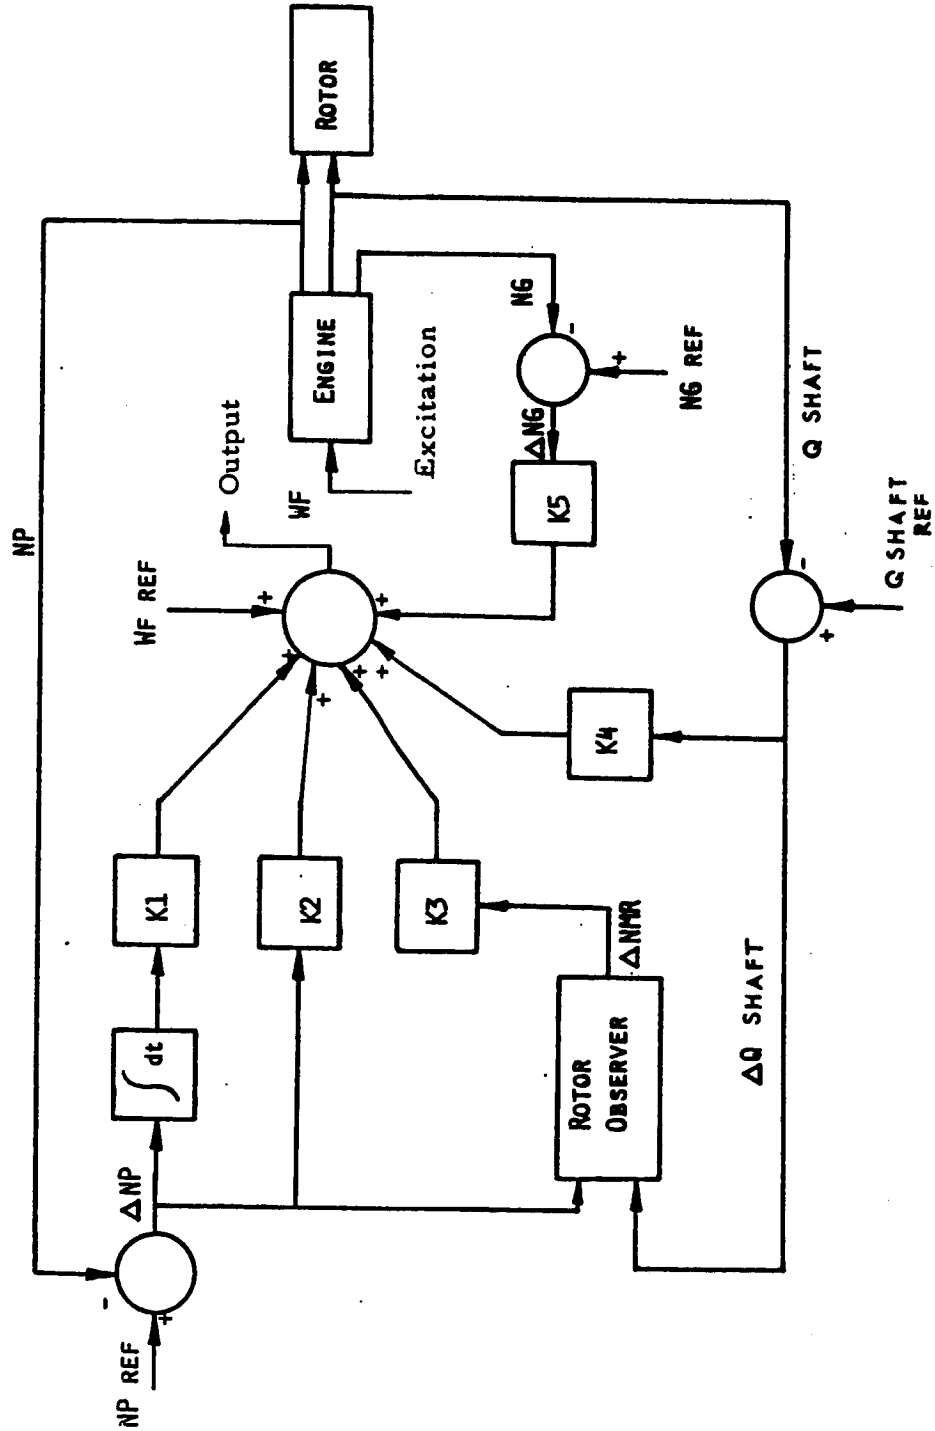 NP
NP REF
+
-
ΔNP
∫ dt
K1
WF REF
+
+
Output
K2
+
WF
ENGINE
ROTOR
Excitation
K3
+
+
+
ΔNMR
ROTOR
OBSERVER
K4
K5
ΔNG
NG
-
+
NG REF
ΔQ SHAFT
Q SHAFT
-
+
Q SHAFT
REF